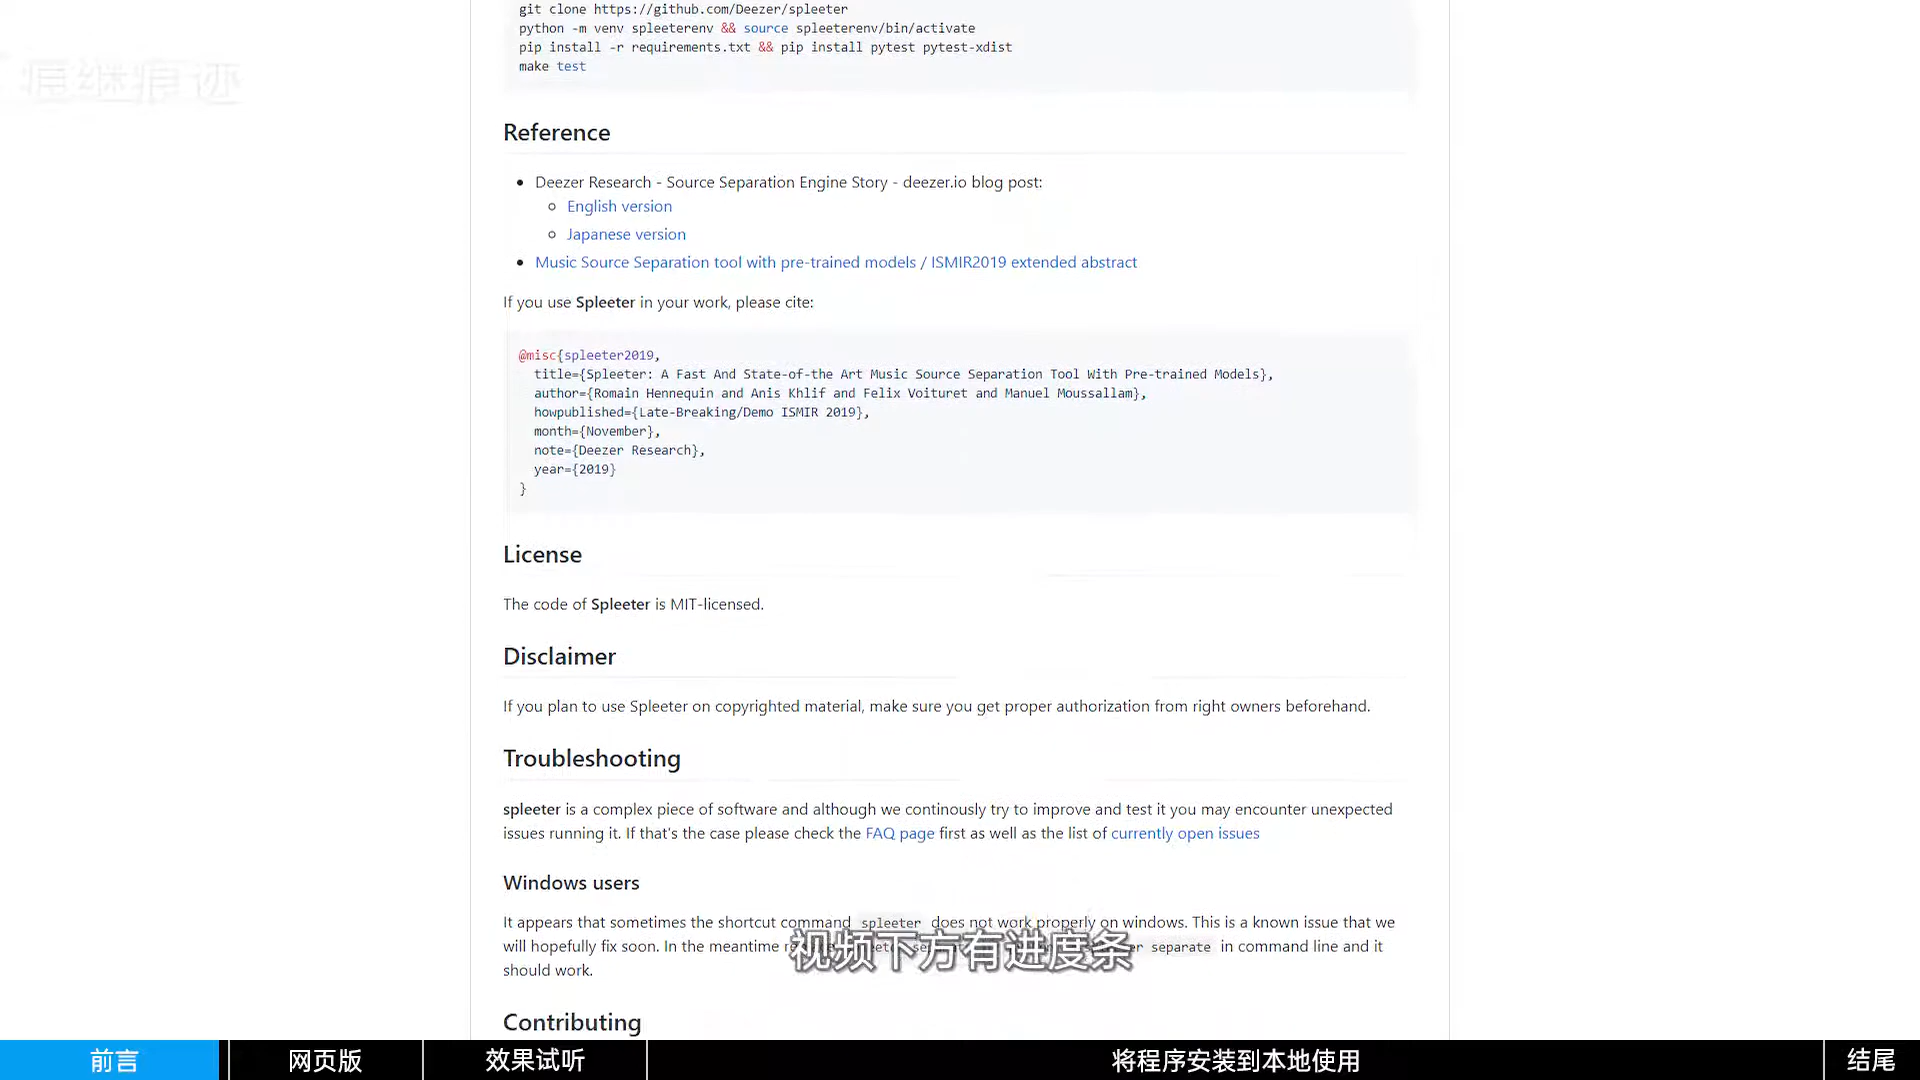 git clone https://github.com/Deezer/spleeter
python -m venv spleeterenv && source spleeterenv/bin/activate
pip install -r requirements.txt && pip install pytest pytest-xdist
make test
Reference
Deezer Research - Source Separation Engine Story - deezer.io blog post:
English version
Japanese version
Music Source Separation tool with pre-trained models / ISMIR2019 extended abstract
If you use Spleeter in your work, please cite:
@misc{spleeter2019,
title={Spleeter: A Fast And State-of-the Art Music Source Separation Tool With Pre-trained Models},
author={Romain Hennequin and Anis Khlif and Felix Voituret and Manuel Moussallam},
howpublished={Late-Breaking/Demo ISMIR 2019},
month={November},
note={Deezer Research},
year={2019}
}
License
The code of Spleeter is MIT-licensed.
Disclaimer
If you plan to use Spleeter on copyrighted material, make sure you get proper authorization from right owners beforehand.
Troubleshooting
spleeter is a complex piece of software and although we continously try to improve and test it you may encounter unexpected
issues running it. If that's the case please check the FAQ page first as well as the list of currently open issues
Windows users
It appears that sometimes the shortcut command spleeter does not work properly on windows. This is a known issue that we
will hopefully fix soon. In the meantime separate in command line and it
should work.
视频下方有进度条
Contributing
前言 网页版 效果试听 将程序安装到本地使用 结尾